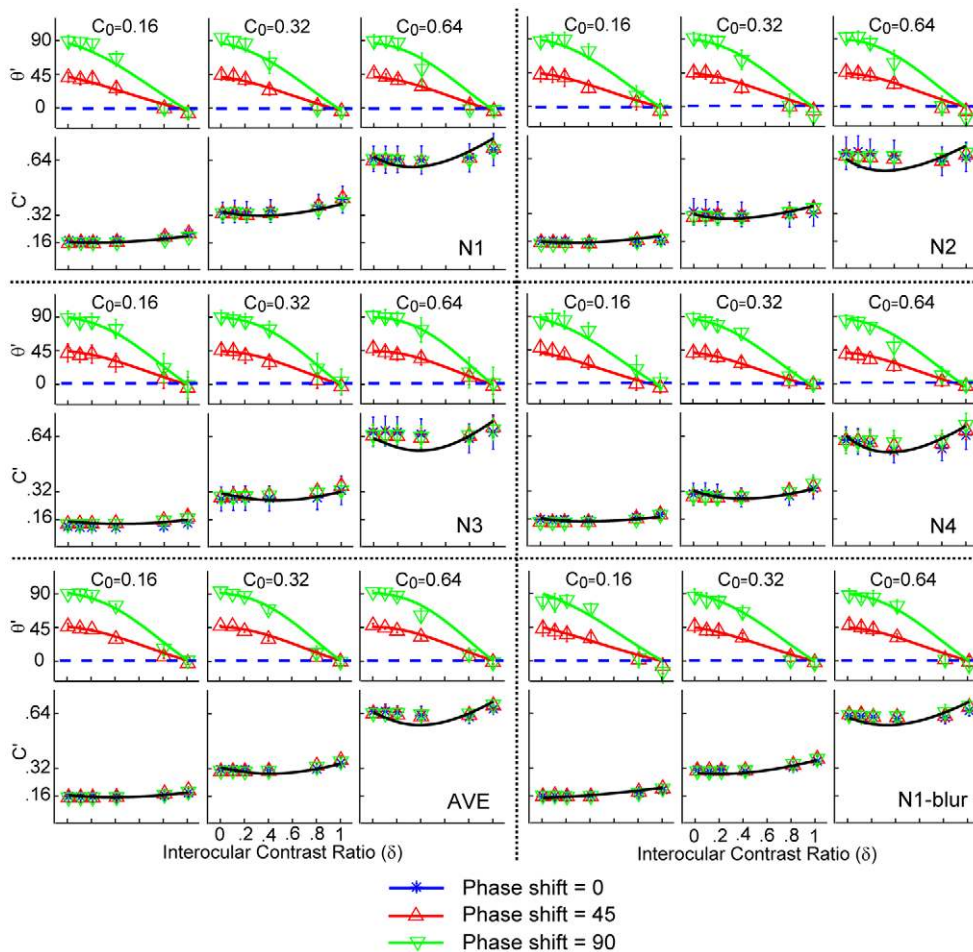 C₀=0.16 C₀=0.32 C₀=0.64 C₀=0.16 C₀=0.32 C₀=0.64
90
θ' 45
0
.64
C' .32
.16
N1 N2
C₀=0.16 C₀=0.32 C₀=0.64 C₀=0.16 C₀=0.32 C₀=0.64
90
θ' 45
0
.64
C' .32
.16
N3 N4
C₀=0.16 C₀=0.32 C₀=0.64 C₀=0.16 C₀=0.32 C₀=0.64
90
θ' 45
0
.64
C' .32
.16
AVE N1-blur
0 .2 .4 .6 .8 1 0 .2 .4 .6 .8 1
Interocular Contrast Ratio (δ) Interocular Contrast Ratio (δ)
Phase shift = 0
Phase shift = 45
Phase shift = 90